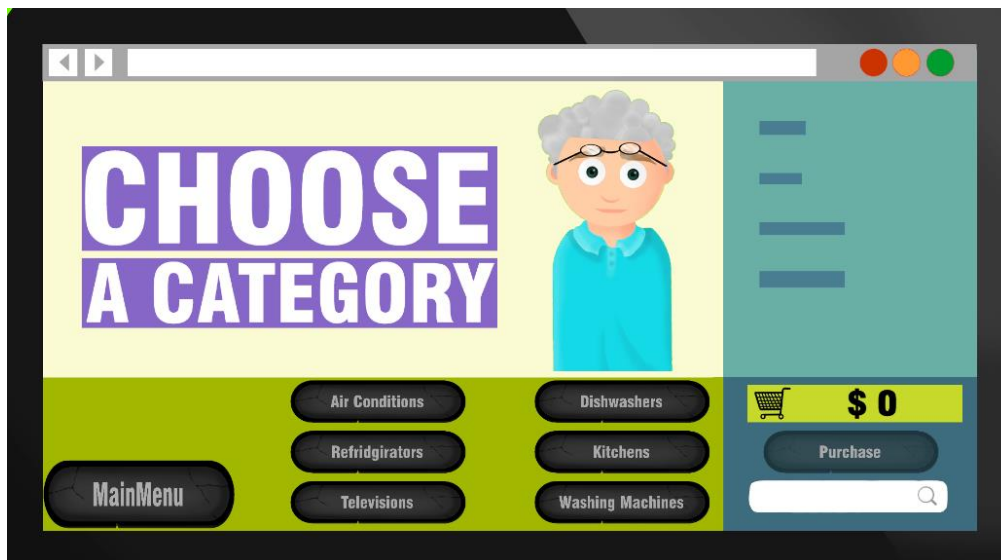 CHOOSE
A CATEGORY
Air Conditions
Dishwashers
$ 0
Refridgirators
Kitchens
Purchase
MainMenu
Televisions
Washing Machines